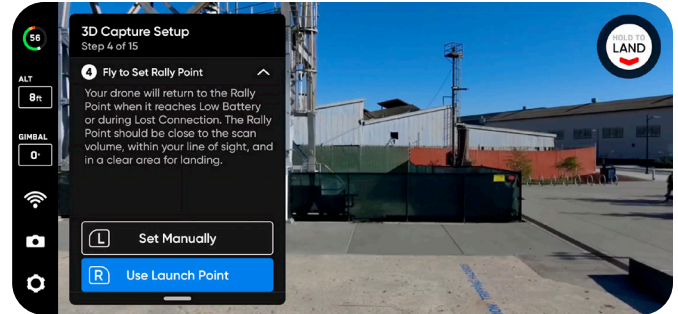 56
ALT
8ft
GIMBAL
0°
3D Capture Setup
Step 4 of 15
4 Fly to Set Rally Point
Your drone will return to the Rally
Point when it reaches Low Battery
or during Lost Connection. The Rally
Point should be close to the scan
volume, within your line of sight, and
in a clear area for landing.
L Set Manually
R Use Launch Point
HOLD TO
LAND